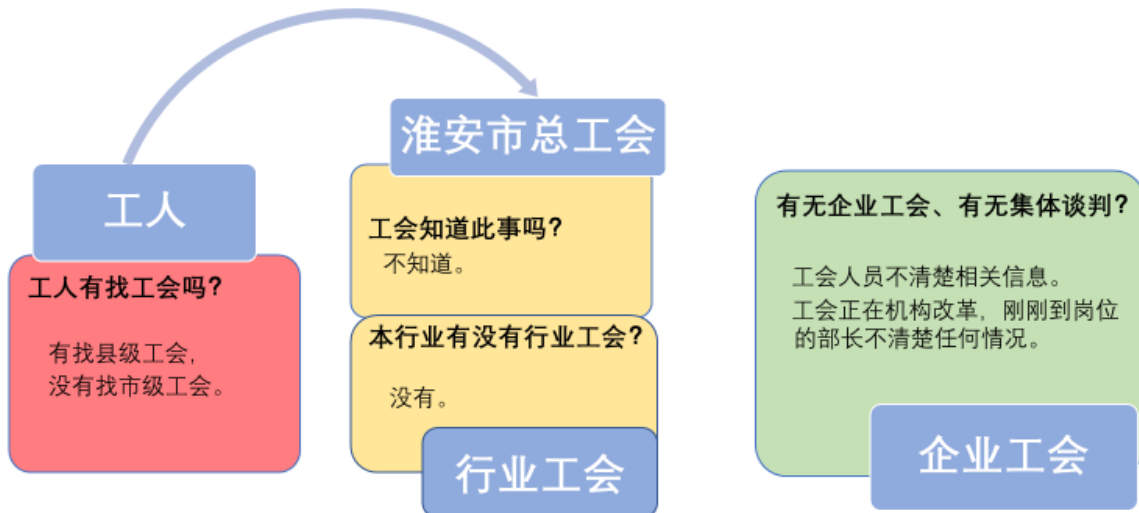 淮安市总工会
工人
工人有找工会吗？
有找县级工会，
没有找市级工会。
工会知道此事吗？
不知道。
本行业有没有行业工会？
没有。
行业工会
有无企业工会、有无集体谈判？
工会人员不清楚相关信息。
工会正在机构改革，刚刚到岗位
的部长不清楚任何情况。
企业工会